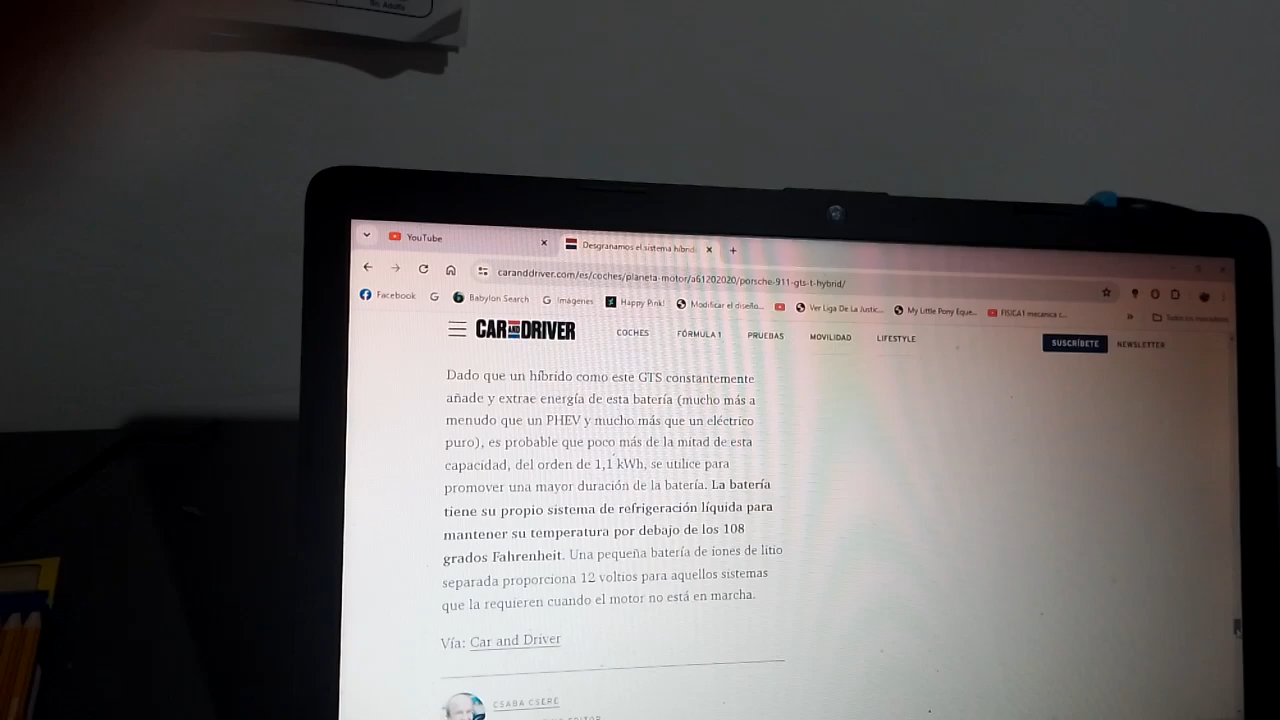 Sn. Adolfo
YouTube
Desgranamos el sistema híbrid
caranddriver.com/es/coches/planeta-motor/a61202020/porsche-911-gts-t-hybrid/
Facebook
Babylon Search
Imágenes
Happy Pink!
Modificar el diseño...
Ver Liga De La Justic...
My Little Pony Eque...
FISICA1 mecanica c...
Todos los marcadores
CAR AND DRIVER
COCHES
FÓRMULA 1
PRUEBAS
MOVILIDAD
LIFESTYLE
SUSCRÍBETE
NEWSLETTER
Dado que un híbrido como este GTS constantemente
añade y extrae energía de esta batería (mucho más a
menudo que un PHEV y mucho más que un eléctrico
puro), es probable que poco más de la mitad de esta
capacidad, del orden de 1,1 kWh, se utilice para
promover una mayor duración de la batería. La batería
tiene su propio sistema de refrigeración líquida para
mantener su temperatura por debajo de los 108
grados Fahrenheit. Una pequeña batería de iones de litio
separada proporciona 12 voltios para aquellos sistemas
que la requieren cuando el motor no está en marcha.
Vía: Car and Driver
CSABA CSERE